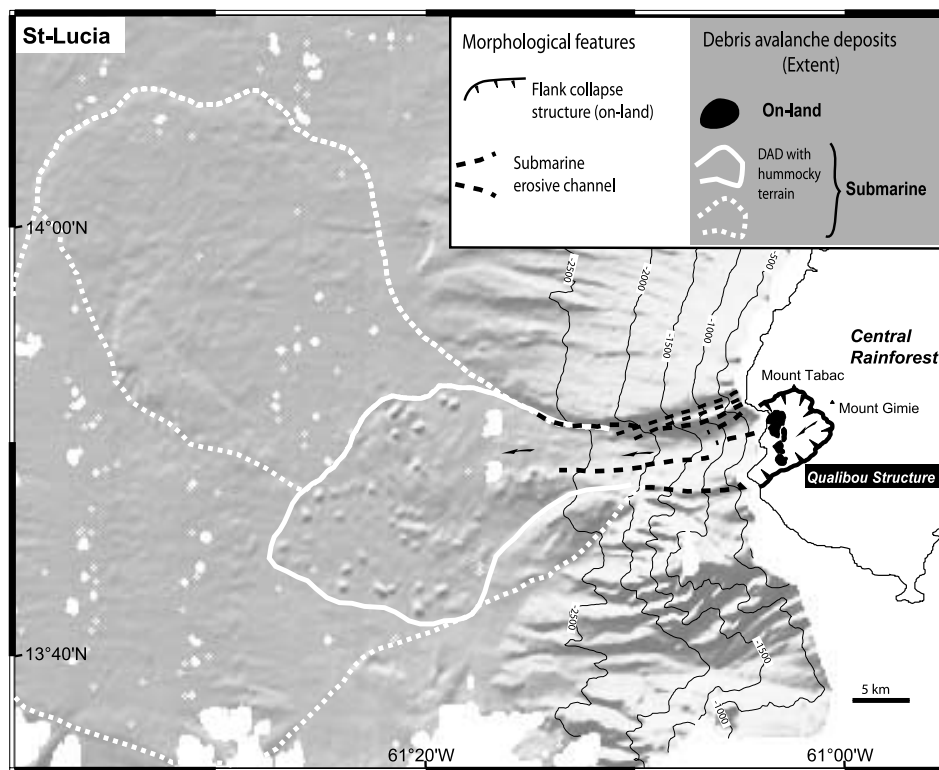 St-Lucia
Morphological features
Flank collapse
structure (on-land)
Submarine
erosive channel
Debris avalanche deposits
(Extent)
On-land
DAD with
hummocky
terrain
Submarine
14°00'N
13°40'N
61°20'W
61°00'W
-2500
-2000
-1500
-1000
-500
Central
Rainforest
Mount Tabac
Mount Gimie
Qualibou Structure
-2500
-1500
-1000
5 km